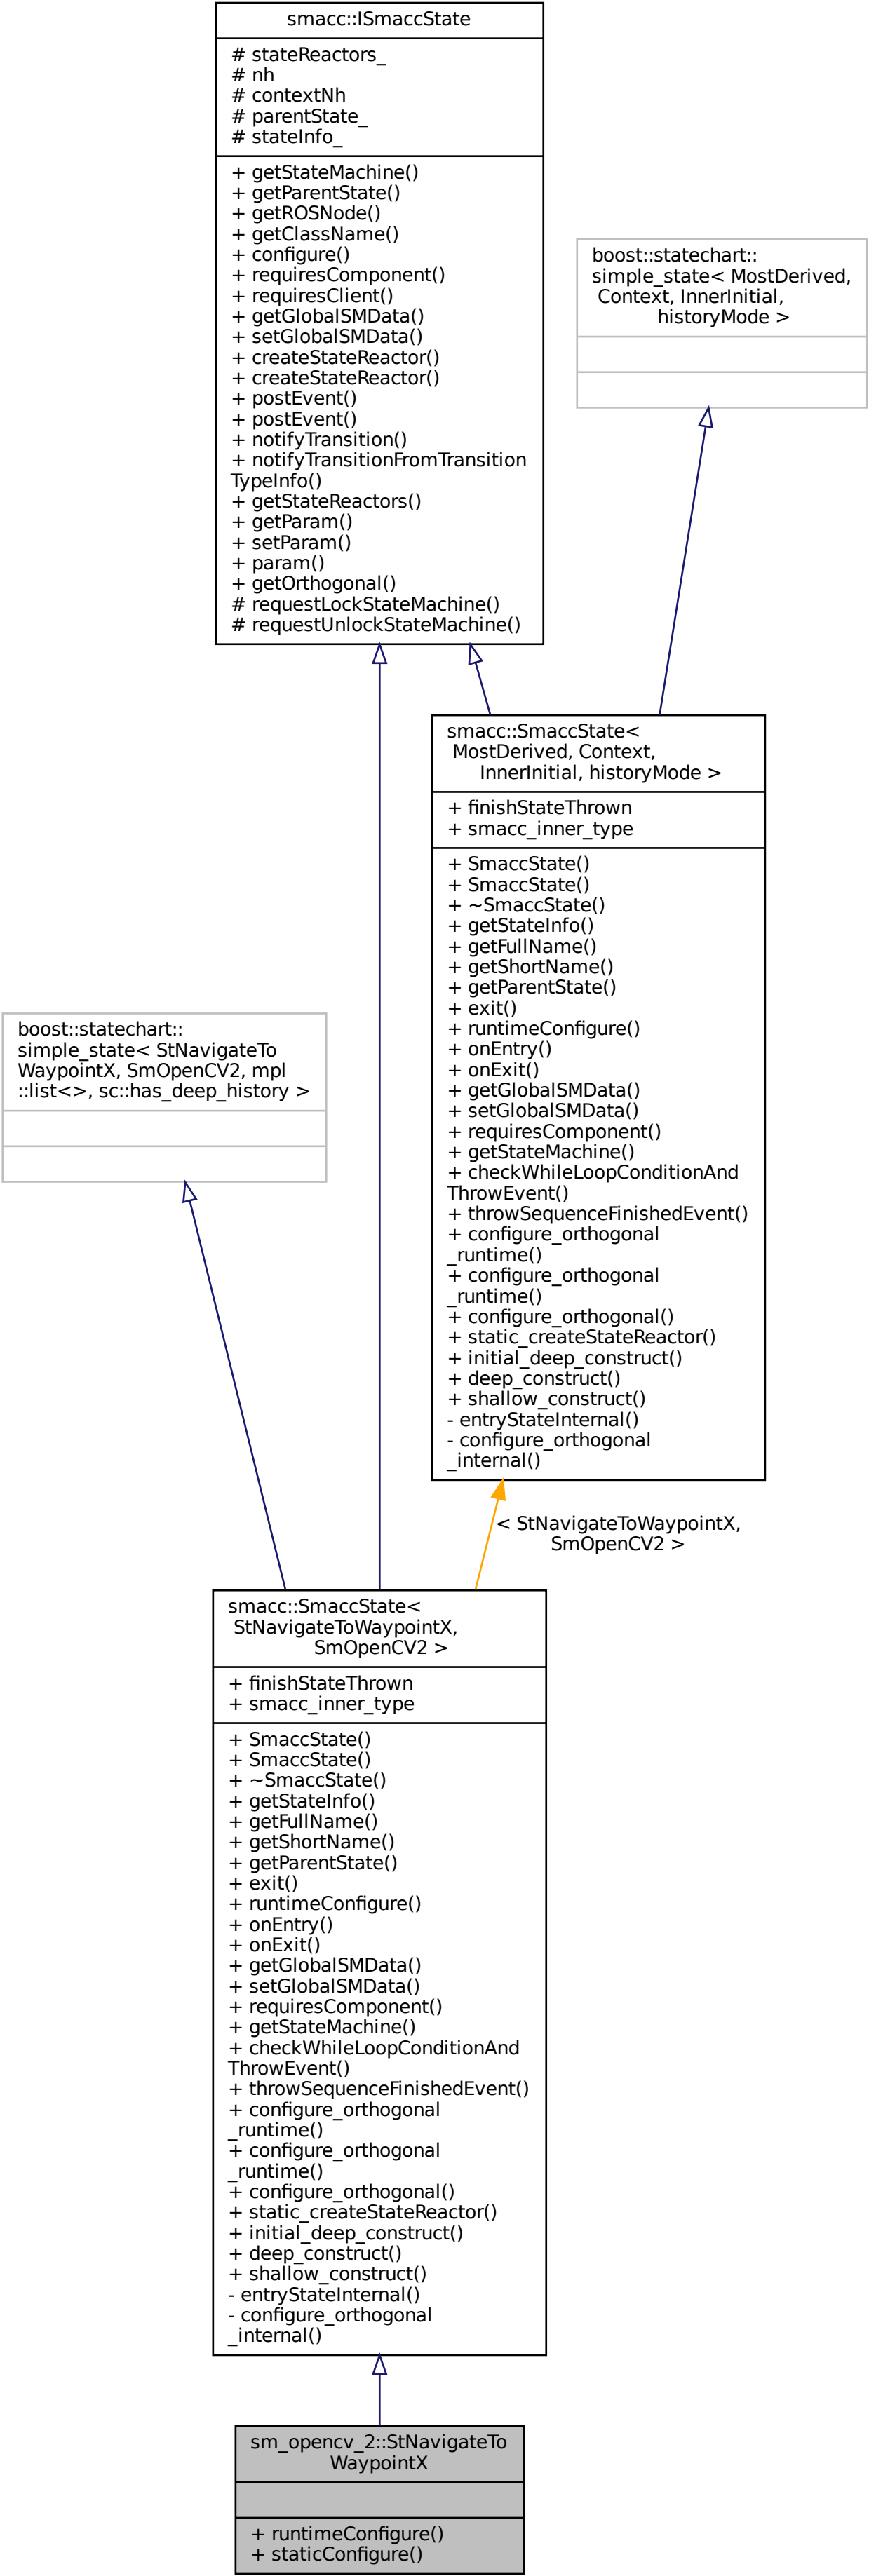 smacc::ISmaccState
# stateReactors_
# nh
# contextNh
# parentState_
# stateInfo_
+ getStateMachine()
+ getParentState()
+ getROSNode()
+ getClassName()
+ configure()
+ requiresComponent()
+ requiresClient()
+ getGlobalSMData()
+ setGlobalSMData()
+ createStateReactor()
+ createStateReactor()
+ postEvent()
+ postEvent()
+ notifyTransition()
+ notifyTransitionFromTransition
TypeInfo()
+ getStateReactors()
+ getParam()
+ setParam()
+ param()
+ getOrthogonal()
# requestLockStateMachine()
# requestUnlockStateMachine()
boost::statechart::
simple_state< MostDerived,
Context, InnerInitial,
historyMode >
smacc::SmaccState<
MostDerived, Context,
InnerInitial, historyMode >
+ finishStateThrown
+ smacc_inner_type
+ SmaccState()
+ SmaccState()
+ ~SmaccState()
+ getStateInfo()
+ getFullName()
+ getShortName()
+ getParentState()
+ exit()
+ runtimeConfigure()
+ onEntry()
+ onExit()
+ getGlobalSMData()
+ setGlobalSMData()
+ requiresComponent()
+ getStateMachine()
+ checkWhileLoopConditionAnd
ThrowEvent()
+ throwSequenceFinishedEvent()
+ configure_orthogonal
_runtime()
+ configure_orthogonal
_runtime()
+ configure_orthogonal()
+ static_createStateReactor()
+ initial_deep_construct()
+ deep_construct()
+ shallow_construct()
- entryStateInternal()
- configure_orthogonal
_internal()
boost::statechart::
simple_state< StNavigateTo
WaypointX, SmOpenCV2, mpl
::list<>, sc::has_deep_history >
< StNavigateToWaypointX,
SmOpenCV2 >
smacc::SmaccState<
StNavigateToWaypointX,
SmOpenCV2 >
+ finishStateThrown
+ smacc_inner_type
+ SmaccState()
+ SmaccState()
+ ~SmaccState()
+ getStateInfo()
+ getFullName()
+ getShortName()
+ getParentState()
+ exit()
+ runtimeConfigure()
+ onEntry()
+ onExit()
+ getGlobalSMData()
+ setGlobalSMData()
+ requiresComponent()
+ getStateMachine()
+ checkWhileLoopConditionAnd
ThrowEvent()
+ throwSequenceFinishedEvent()
+ configure_orthogonal
_runtime()
+ configure_orthogonal
_runtime()
+ configure_orthogonal()
+ static_createStateReactor()
+ initial_deep_construct()
+ deep_construct()
+ shallow_construct()
- entryStateInternal()
- configure_orthogonal
_internal()
sm_opencv_2::StNavigateTo
WaypointX
+ runtimeConfigure()
+ staticConfigure()